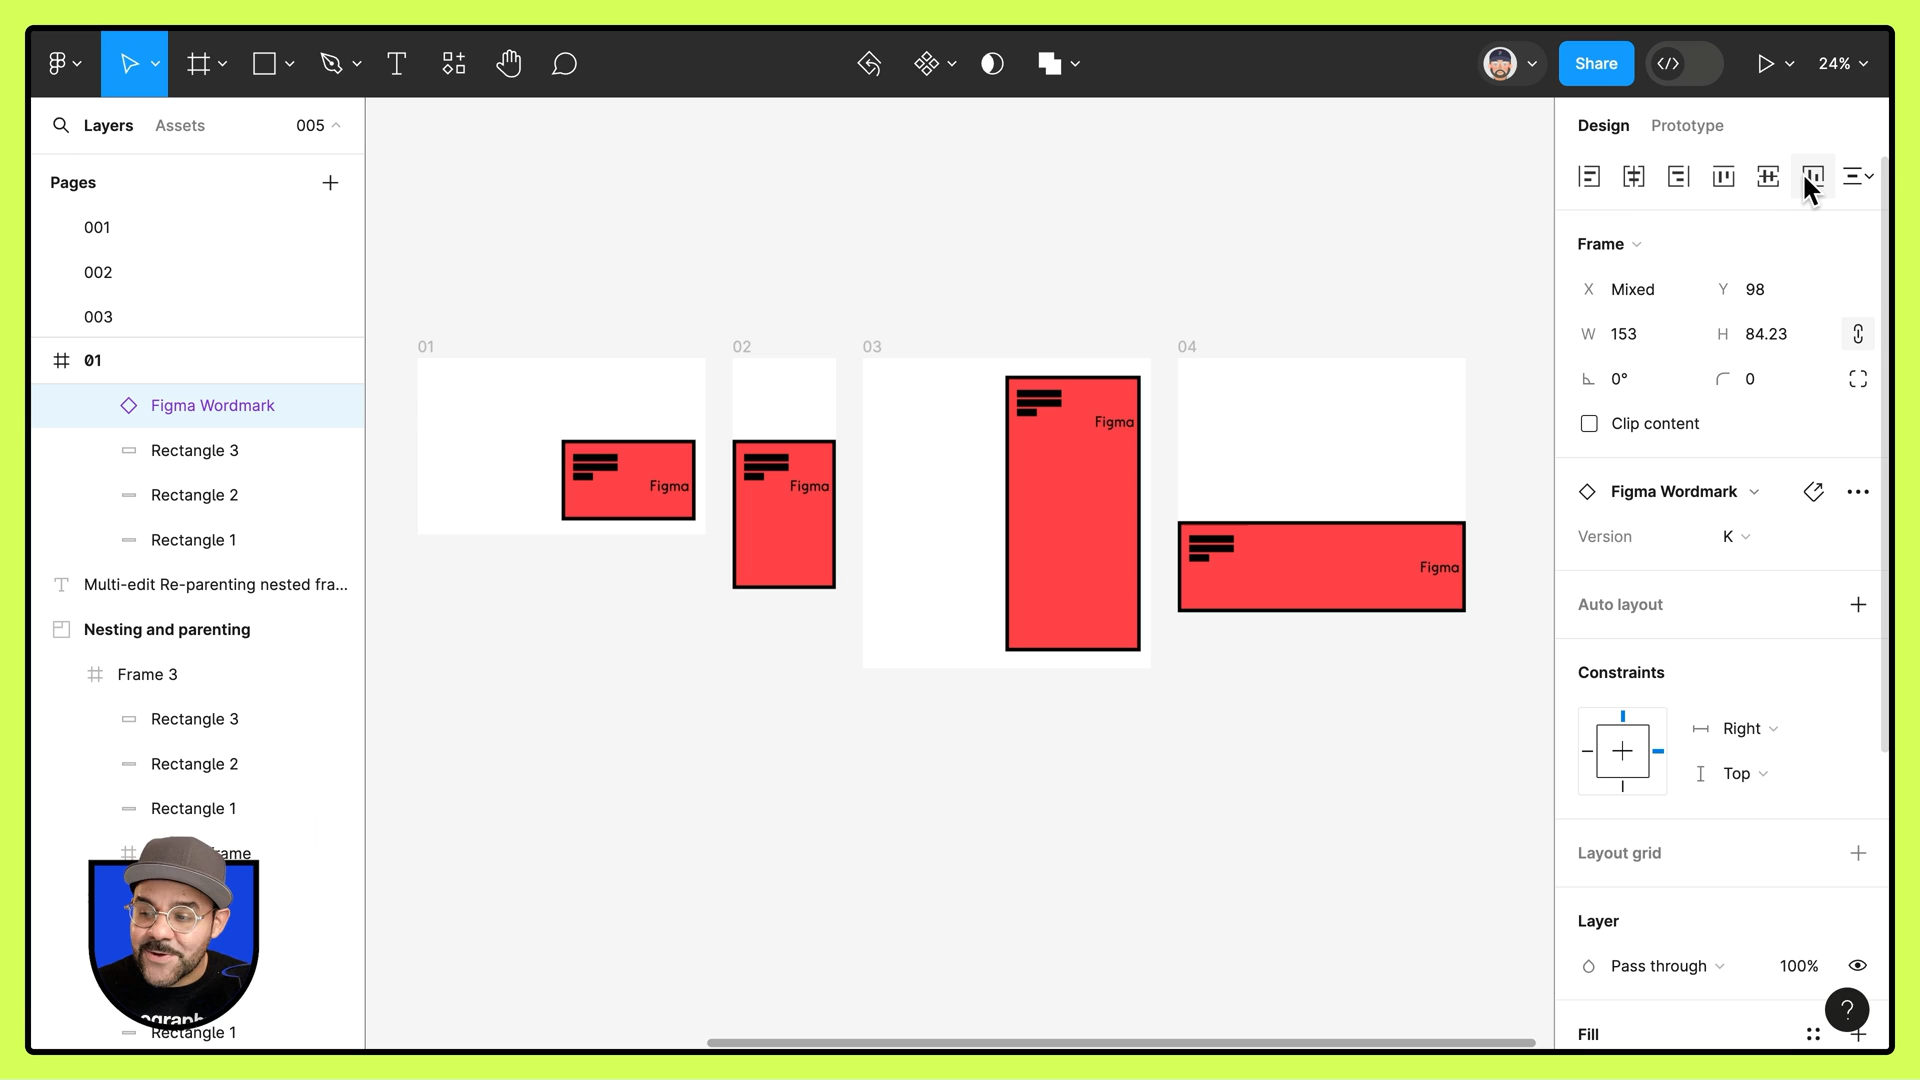 Share
24%
Layers
Assets
005
Pages
001
002
003
01
Figma Wordmark
Rectangle 3
Rectangle 2
Rectangle 1
Multi-edit Re-parenting nested fra...
Nesting and parenting
Frame 3
Rectangle 3
Rectangle 2
Rectangle 1
Rectangle 1
01
02
03
04
Figma
Figma
Figma
Figma
Design
Prototype
Frame
X Mixed
Y 98
W 153
H 84.23
0°
0
Clip content
Figma Wordmark
Version
K
Auto layout
Constraints
Right
Top
Layout grid
Layer
Pass through
100%
Fill
?